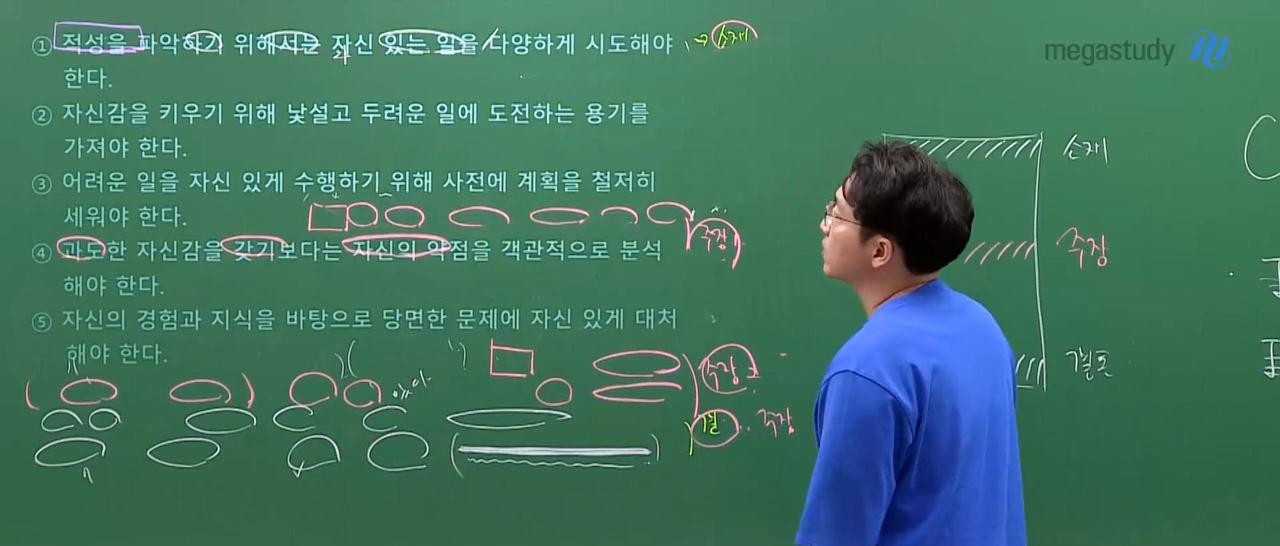 ① 적성을 파악하기 위해서는 자신 있는 일을 다양하게 시도해야
한다.
② 자신감을 키우기 위해 낯설고 두려운 일에 도전하는 용기를
가져야 한다.
③ 어려운 일을 자신 있게 수행하기 위해 사전에 계획을 철저히
세워야 한다.
④ 과도한 자신감을 갖기보다는 자신의 약점을 객관적으로 분석
해야 한다.
⑤ 자신의 경험과 지식을 바탕으로 당면한 문제에 자신 있게 대처
해야 한다.
소재
주장
주장
결
주장
megastudy
소재
주장
결론